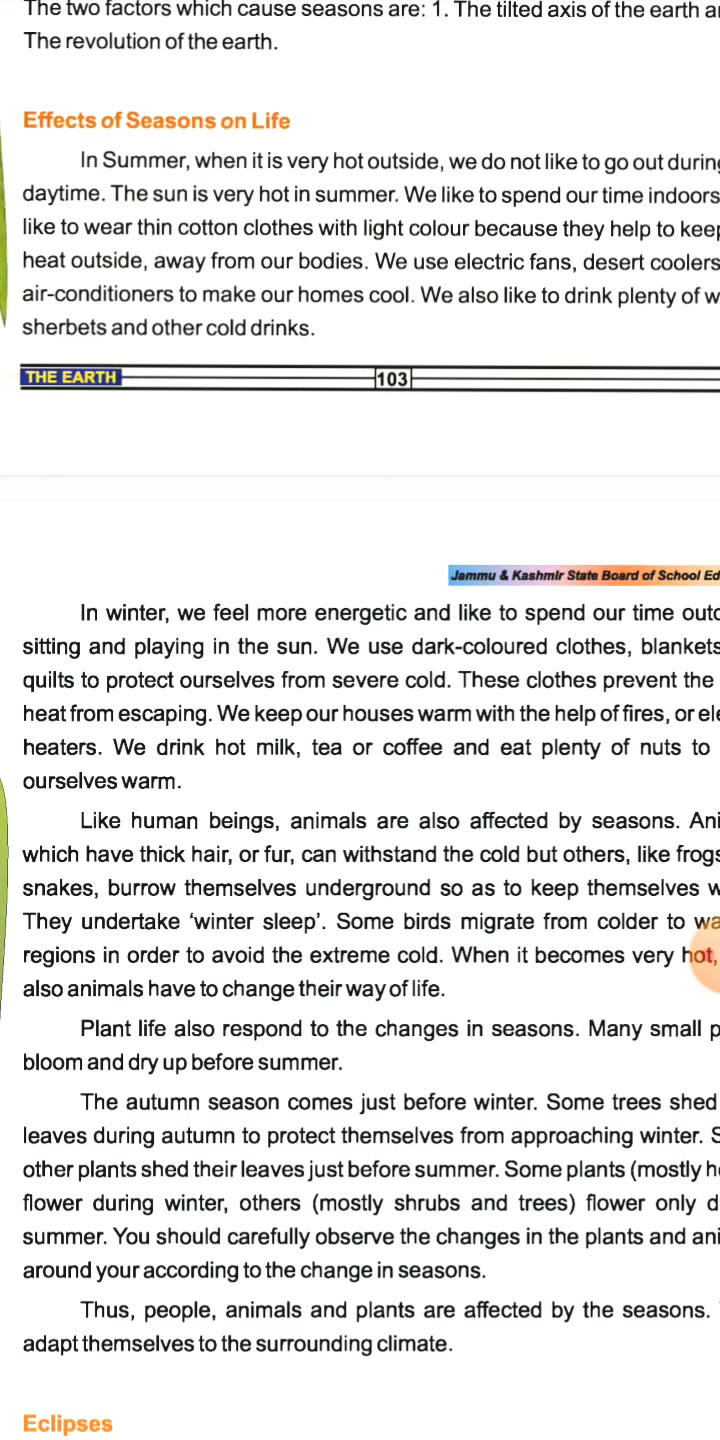 The two factors which cause seasons are: 1. The tilted axis of the earth
The revolution of the earth.
Effects of Seasons on Life
In Summer, when it is very hot outside, we do not like to go out during
daytime. The sun is very hot in summer. We like to spend our time indoors
like to wear thin cotton clothes with light colour because they help to keep
heat outside, away from our bodies. We use electric fans, desert coolers
air-conditioners to make our homes cool. We also like to drink plenty of
sherbets and other cold drinks.
THE EARTH 103
Jammu & Kashmir State Board of School
In winter, we feel more energetic and like to spend our time
sitting and playing in the sun. We use dark-coloured clothes, blankets
quilts to protect ourselves from severe cold. These clothes prevent the
heat from escaping. We keep our houses warm with the help of fires, or
heaters. We drink hot milk, tea or coffee and eat plenty of nuts to
ourselves warm.
Like human beings, animals are also affected by seasons.
which have thick hair, or fur, can withstand the cold but others, like frogs
snakes, burrow themselves underground so as to keep themselves
They undertake ‘winter sleep’. Some birds migrate from colder to
regions in order to avoid the extreme cold. When it becomes very hot,
also animals have to change their way of life.
Plant life also respond to the changes in seasons. Many small
bloom and dry up before summer.
The autumn season comes just before winter. Some trees shed
leaves during autumn to protect themselves from approaching winter.
other plants shed their leaves just before summer. Some plants (mostly
flower during winter, others (mostly shrubs and trees) flower only
summer. You should carefully observe the changes in the plants and
around your according to the change in seasons.
Thus, people, animals and plants are affected by the seasons.
adapt themselves to the surrounding climate.
Eclipses